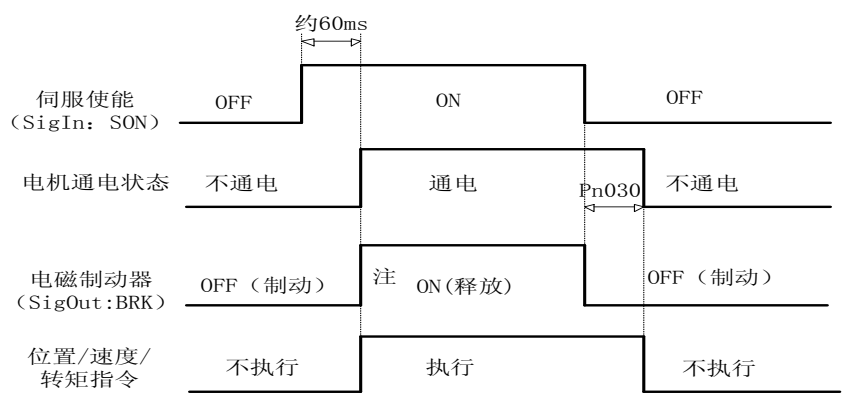 约60ms
伺服使能
（SigIn：SON）
OFF
ON
OFF
电机通电状态
不通电
通电
Pn030
不通电
电磁制动器
（SigOut:BRK）
OFF（制动）
注
ON(释放)
OFF（制动）
位置/速度/
转矩指令
不执行
执行
不执行